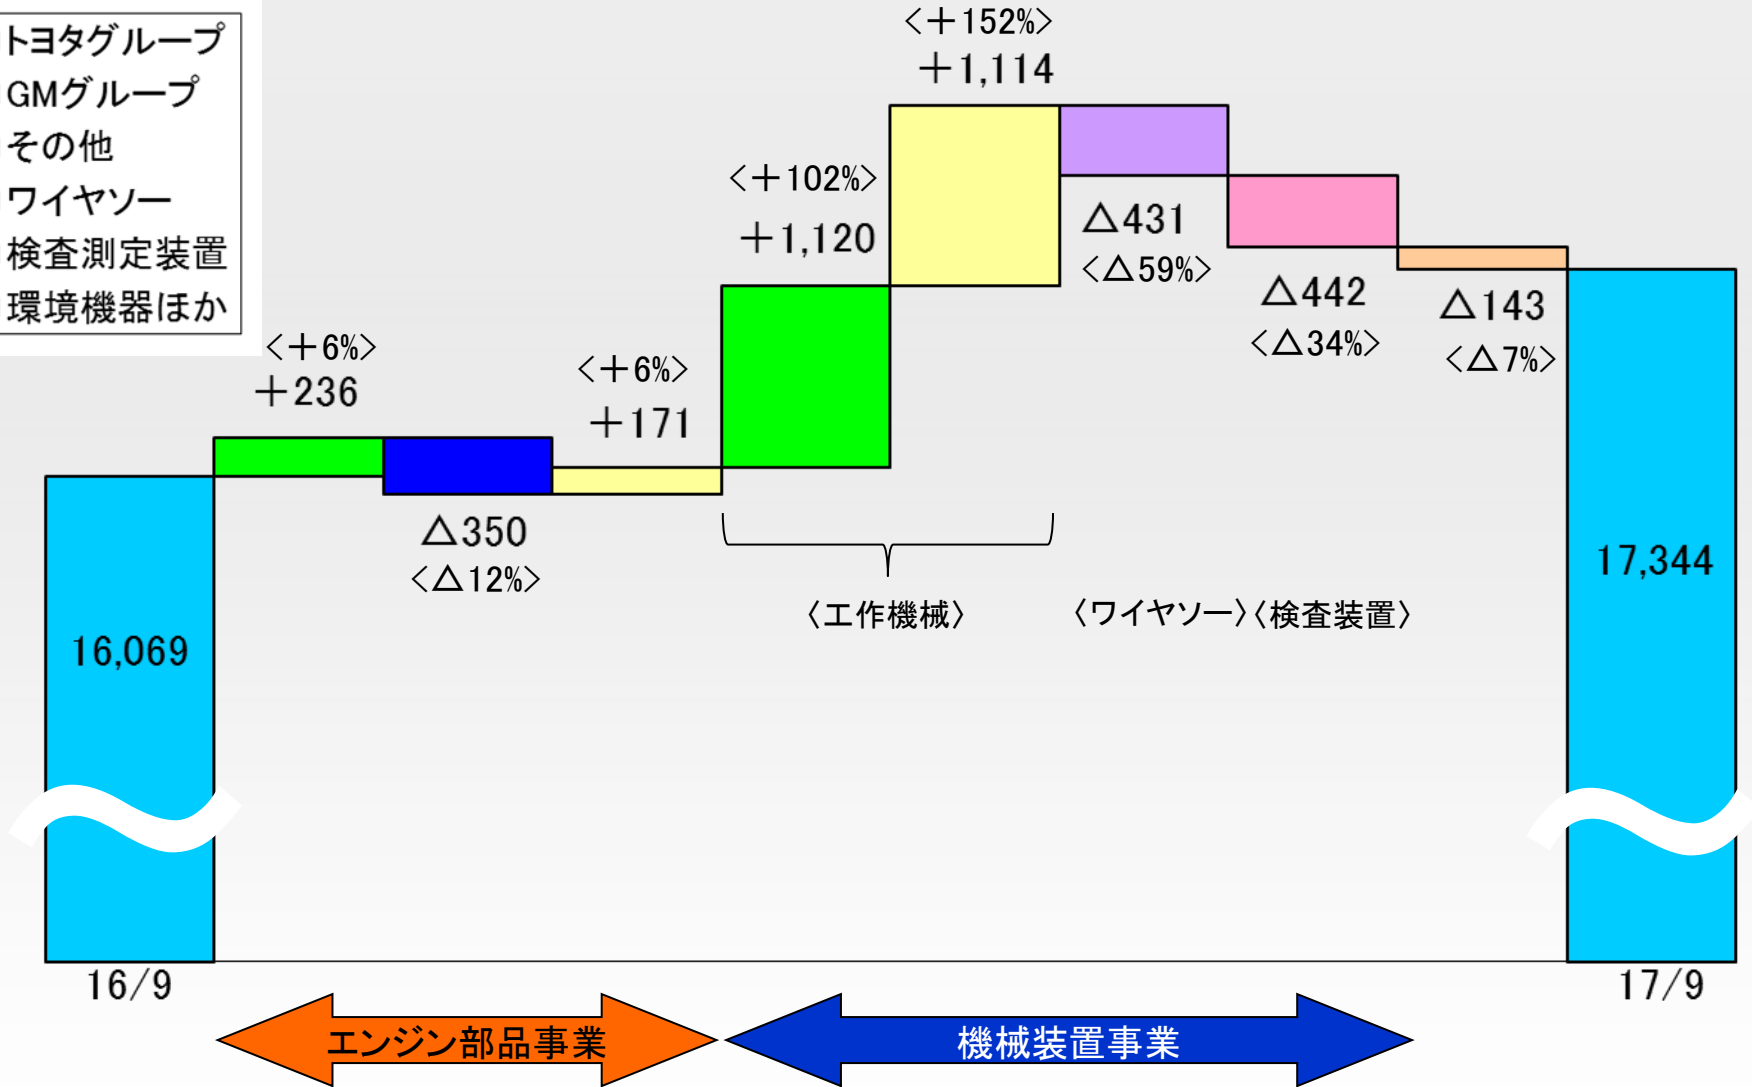 トヨタグループ
GMグループ
その他
ワイヤソー
検査測定装置
環境機器ほか
<＋152%>
＋1,114
<＋102%>
＋1,120
△431
<△59%>
△442
<△34%>
△143
<△7%>
<＋6%>
＋236
<＋6%>
＋171
△350
<△12%>
16,069
17,344
〈工作機械〉
〈ワイヤソー〉〈検査装置〉
16/9
17/9
エンジン部品事業
機械装置事業